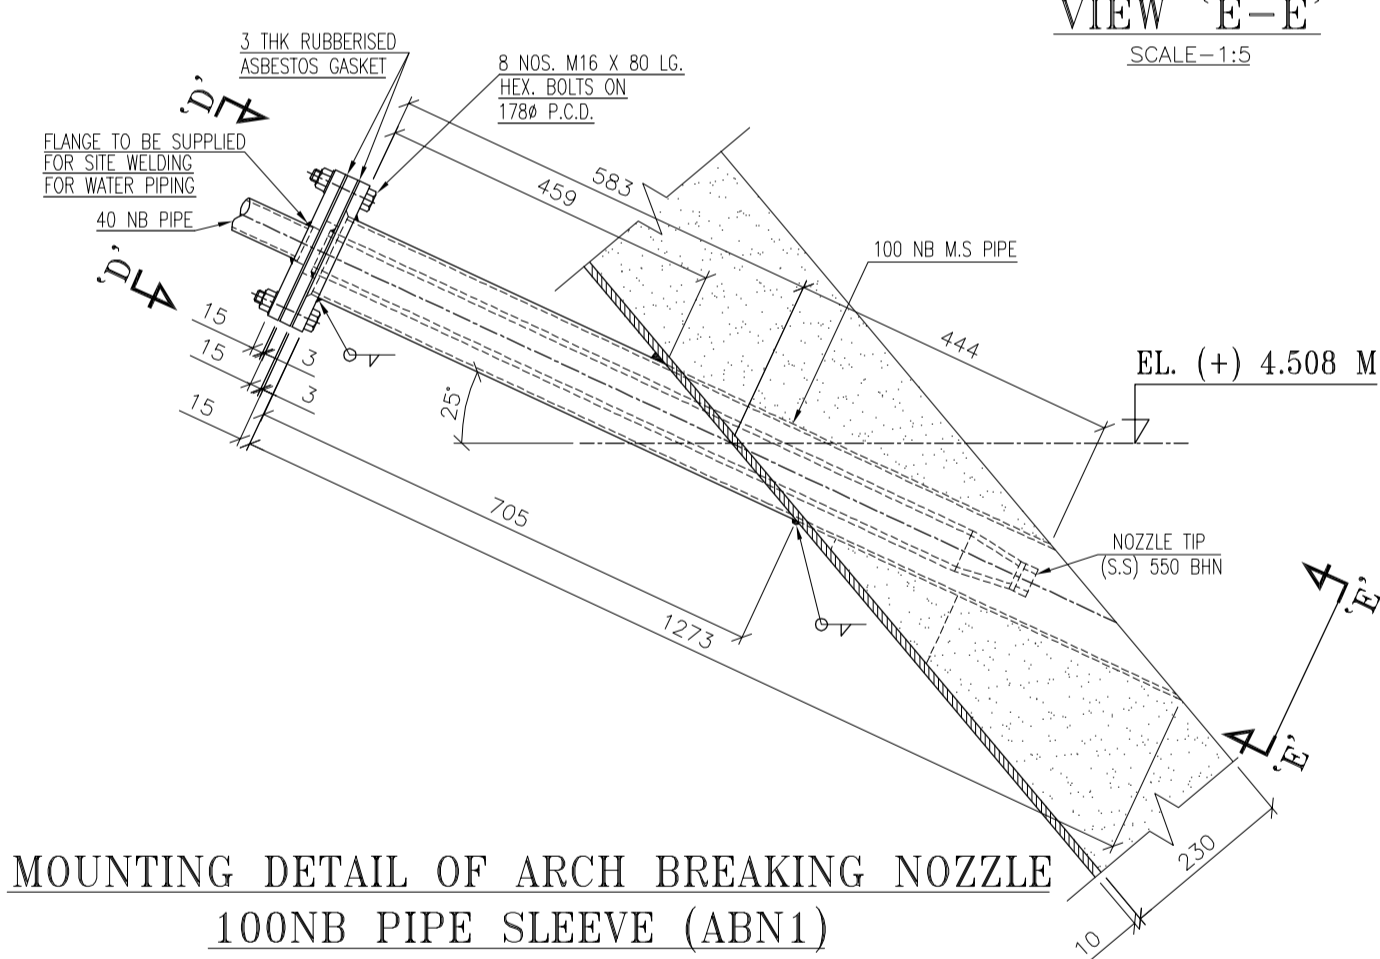 VIEW 'E-E'
SCALE-1:5
3 THK RUBBERISED
ASBESTOS GASKET
8 NOS. M16 X 80 LG.
HEX. BOLTS ON
178ø P.C.D.
'D'
FLANGE TO BE SUPPLIED
FOR SITE WELDING
FOR WATER PIPING
40 NB PIPE
'D'
583
459
100 NB M.S PIPE
444
EL. (+) 4.508 M
15
3
15
3
15
25°
705
1273
NOZZLE TIP
(S.S) 550 BHN
'E'
'E'
230
10
MOUNTING DETAIL OF ARCH BREAKING NOZZLE
100NB PIPE SLEEVE (ABN1)